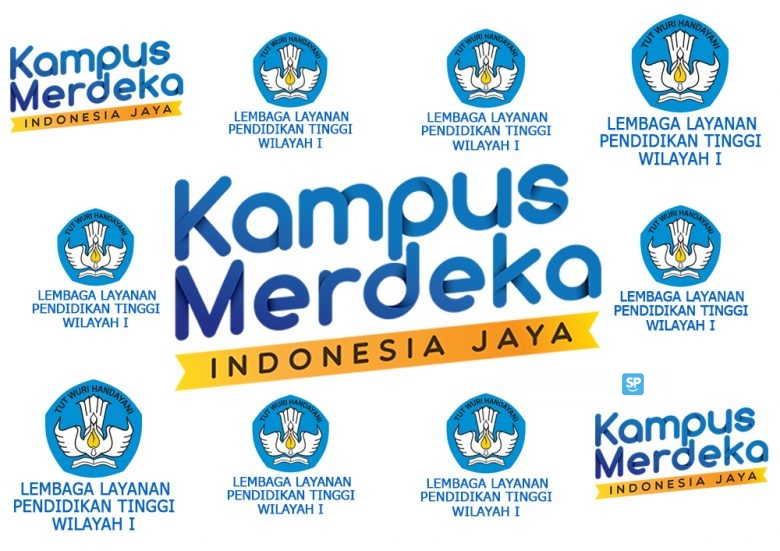 Kampus
Merdeka
INDONESIA JAYA
TUT WURI HANDAYANI
LEMBAGA LAYANAN
PENDIDIKAN TINGGI
WILAYAH I
TUT WURI HANDAYANI
LEMBAGA LAYANAN
PENDIDIKAN TINGGI
WILAYAH I
TUT WURI HANDAYANI
LEMBAGA LAYANAN
PENDIDIKAN TINGGI
WILAYAH I
TUT WURI HANDAYANI
LEMBAGA LAYANAN
PENDIDIKAN TINGGI
WILAYAH I
Kampus
Merdeka
INDONESIA JAYA
TUT WURI HANDAYANI
LEMBAGA LAYANAN
PENDIDIKAN TINGGI
WILAYAH I
SP
TUT WURI HANDAYANI
LEMBAGA LAYANAN
PENDIDIKAN TINGGI
WILAYAH I
TUT WURI HANDAYANI
LEMBAGA LAYANAN
PENDIDIKAN TINGGI
WILAYAH I
TUT WURI HANDAYANI
LEMBAGA LAYANAN
PENDIDIKAN TINGGI
WILAYAH I
Kampus
Merdeka
INDONESIA JAYA